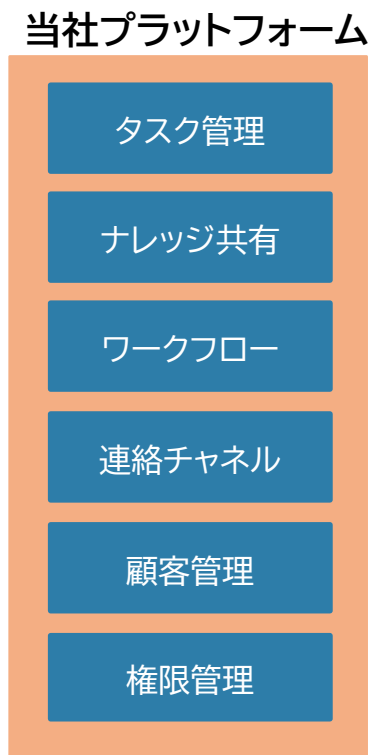 当社プラットフォーム
タスク管理
ナレッジ共有
ワークフロー
連絡チャネル
顧客管理
権限管理